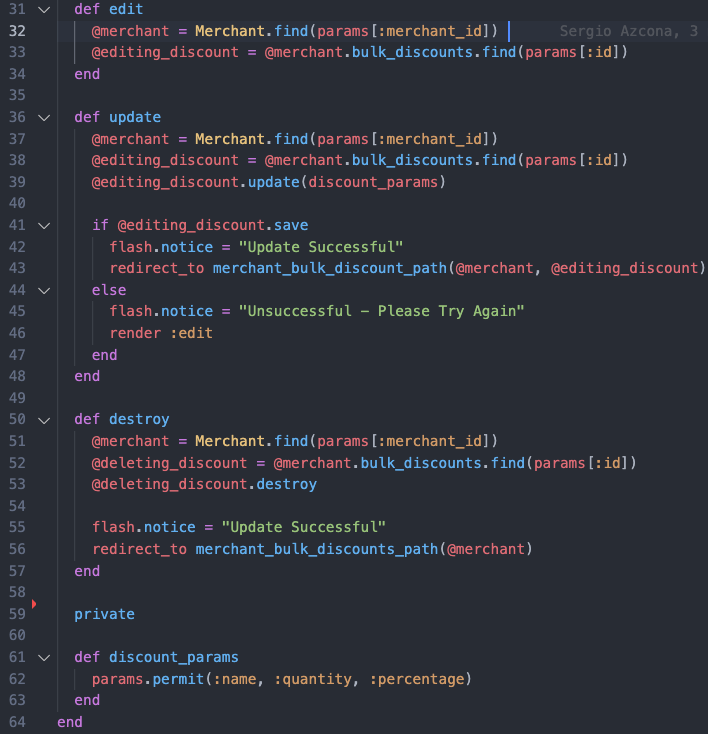 31 def edit
32 @merchant = Merchant.find(params[:merchant_id]) Sergio Azcona, 3
33 @editing_discount = @merchant.bulk_discounts.find(params[:id])
34 end
35
36 def update
37 @merchant = Merchant.find(params[:merchant_id])
38 @editing_discount = @merchant.bulk_discounts.find(params[:id])
39 @editing_discount.update(discount_params)
40
41 if @editing_discount.save
42 flash.notice = "Update Successful"
43 redirect_to merchant_bulk_discount_path(@merchant, @editing_discount)
44 else
45 flash.notice = "Unsuccessful - Please Try Again"
46 render :edit
47 end
48 end
49
50 def destroy
51 @merchant = Merchant.find(params[:merchant_id])
52 @deleting_discount = @merchant.bulk_discounts.find(params[:id])
53 @deleting_discount.destroy
54
55 flash.notice = "Update Successful"
56 redirect_to merchant_bulk_discounts_path(@merchant)
57 end
58
59 private
60
61 def discount_params
62 params.permit(:name, :quantity, :percentage)
63 end
64 end